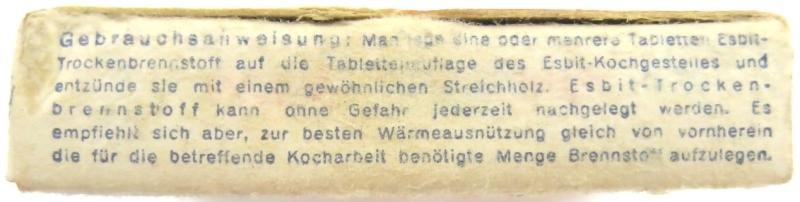 Gebrauchsanweisung: Man lege eine oder mehrere Tabletten Esbit-
Trockenbrennstoff auf die Tablettenauflage des Esbit-Kochgestelles und
entzünde sie mit einem gewöhnlichen Streichholz. Esbit-Trocken-
brennstoff kann ohne Gefahr jederzeit nachgelegt werden. Es
empfiehlt sich aber, zur besten Wärmeausnützung gleich von vornherein
die für die betreffende Kocharbeit benötigte Menge Brennstoff aufzulegen.